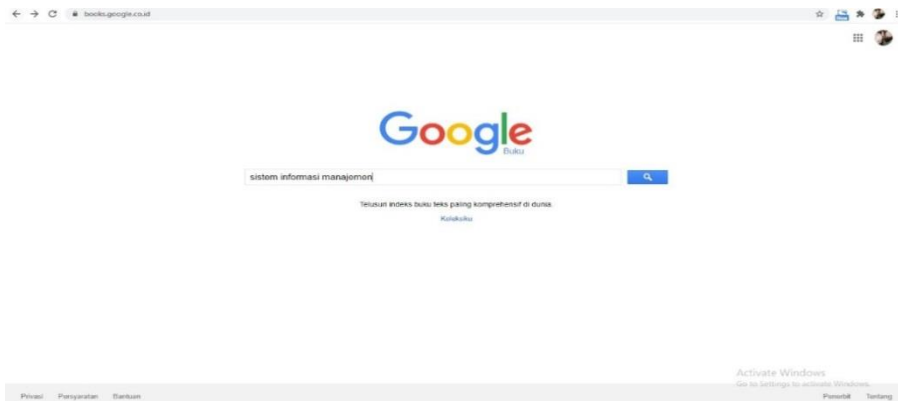 books.google.co.id
Google
Buku
sistem informasi manajemen
Telusuri indeks buku teks paling komprehensif di dunia.
Koleksiku
Activate Windows
Go to Settings to activate Windows.
Privasi Persyaratan Bantuan Penerbit Tentang